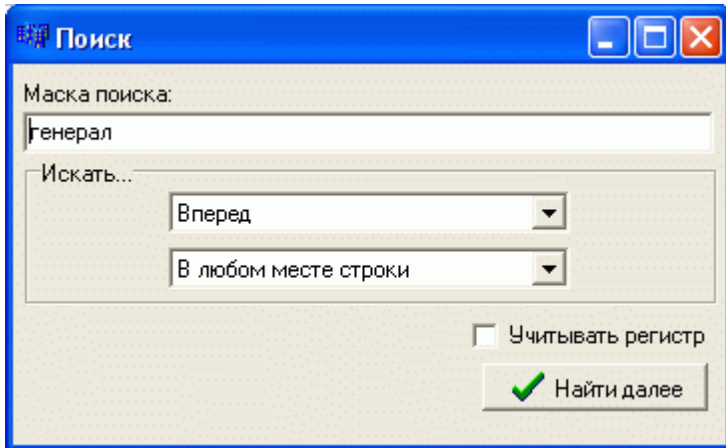 Поиск
Маска поиска:
генерал
Искать...
Вперед
В любом месте строки
Учитывать регистр
Найти далее